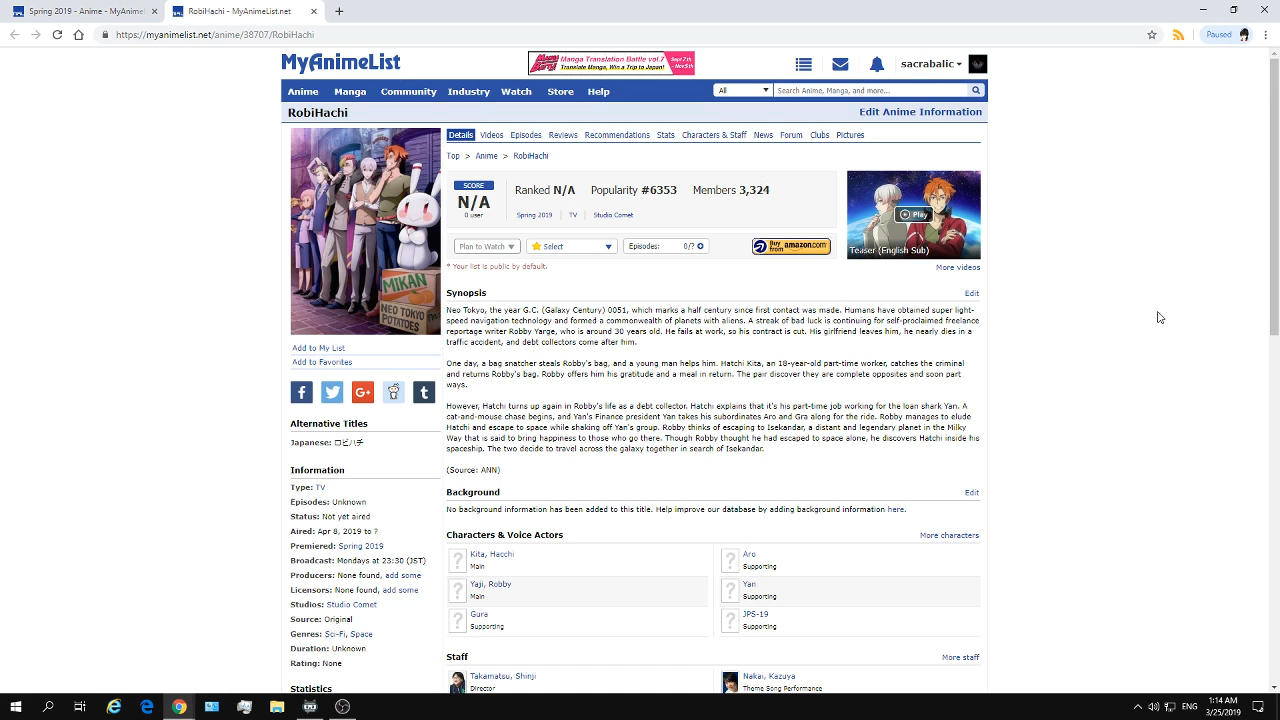 Spring 2019 - Anime - MyAnimeL
RobiHachi - MyAnimeList.net
https://myanimelist.net/anime/38707/RobiHachi
Paused
MyAnimeList
Manga Translation Battle vol.7
Translate Manga, Win a Trip to Japan!
Sept 7th - Nov 5th
sacrabalic
Anime Manga Community Industry Watch Store Help
All
Search Anime, Manga, and more...
RobiHachi
Edit Anime Information
MIKAN
NEO TOKYO
POTATOES
Add to My List
Add to Favorites
Alternative Titles
Japanese: ロビハチ
Information
Type: TV
Episodes: Unknown
Status: Not yet aired
Aired: Apr 8, 2019 to ?
Premiered: Spring 2019
Broadcast: Mondays at 23:30 (JST)
Producers: None found, add some
Licensors: None found, add some
Studios: Studio Comet
Source: Original
Genres: Sci-Fi, Space
Duration: Unknown
Rating: None
Statistics
Details Videos Episodes Reviews Recommendations Stats Characters & Staff News Forum Clubs Pictures
Top > Anime > RobiHachi
SCORE
N/A
0 user
Ranked N/A Popularity #6353 Members 3,324
Spring 2019 | TV | Studio Comet
Plan to Watch
Select
Episodes: 0/?
Buy from amazon.com
Play
Teaser (English Sub)
* Your list is public by default.
More videos
Synopsis
Edit
Neo Tokyo, the year G.C. (Galaxy Century) 0051, which marks a half century since first contact was made. Humans have obtained super light-
speed navigation technology and formed a commonwealth of planets with aliens. A streak of bad luck is continuing for self-proclaimed freelance
reportage writer Robby Yarge, who is around 30 years old. He fails at work, so his contract is cut. His girlfriend leaves him, he nearly dies in a
traffic accident, and debt collectors come after him.
One day, a bag snatcher steals Robby's bag, and a young man helps him. Hatchi Kita, an 18-year-old part-time worker, catches the criminal
and returns Robby's bag. Robby offers him his gratitude and a meal in return. The pair discover they are complete opposites and soon part
ways.
However, Hatchi turns up again in Robby's life as a debt collector. Hatchi explains that it's his part-time job working for the loan shark Yan. A
cat-and-mouse chase begins, and Yan's Finance president Yan takes his subordinates Aro and Gra along for the ride. Robby manages to elude
Hatchi and escape to space while shaking off Yan's group. Robby thinks of escaping to Isekandar, a distant and legendary planet in the Milky
Way that is said to bring happiness to those who go there. Though Robby thought he had escaped to space alone, he discovers Hatchi inside his
spaceship. The two decide to travel across the galaxy together in search of Isekandar.
(Source: ANN)
Background
Edit
No background information has been added to this title. Help improve our database by adding background information here.
Characters & Voice Actors
More characters
Kita, Hacchi
Main
Aro
Supporting
Yaji, Robby
Main
Yan
Supporting
Gura
Supporting
JPS-19
Supporting
Staff
More staff
Takamatsu, Shinji
Director
Nakai, Kazuya
Theme Song Performance
ENG
1:14 AM
3/25/2019